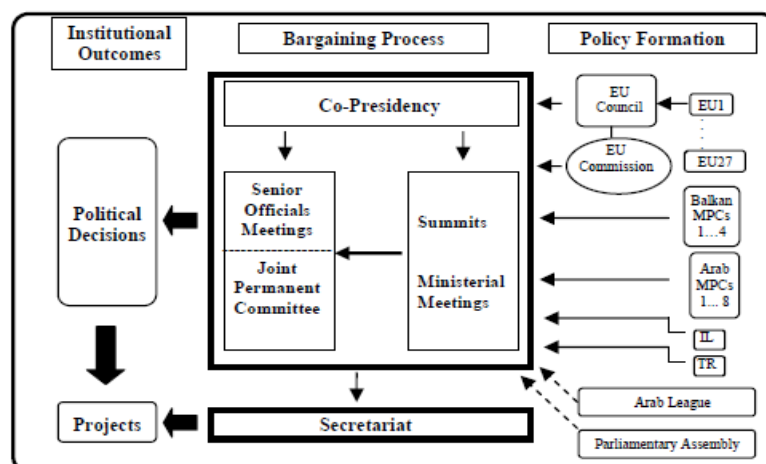 Institutional
Outcomes
Bargaining Process
Policy Formation
Co-Presidency
EU
Council
EU1
EU
Commission
EU27
Senior
Officials
Meetings
Joint
Permanent
Committee
Summits
Ministerial
Meetings
Political
Decisions
Balkan
MPCs
1…4
Arab
MPCs
1… 8
IL
TR
Projects
Secretariat
Arab League
Parliamentary Assembly